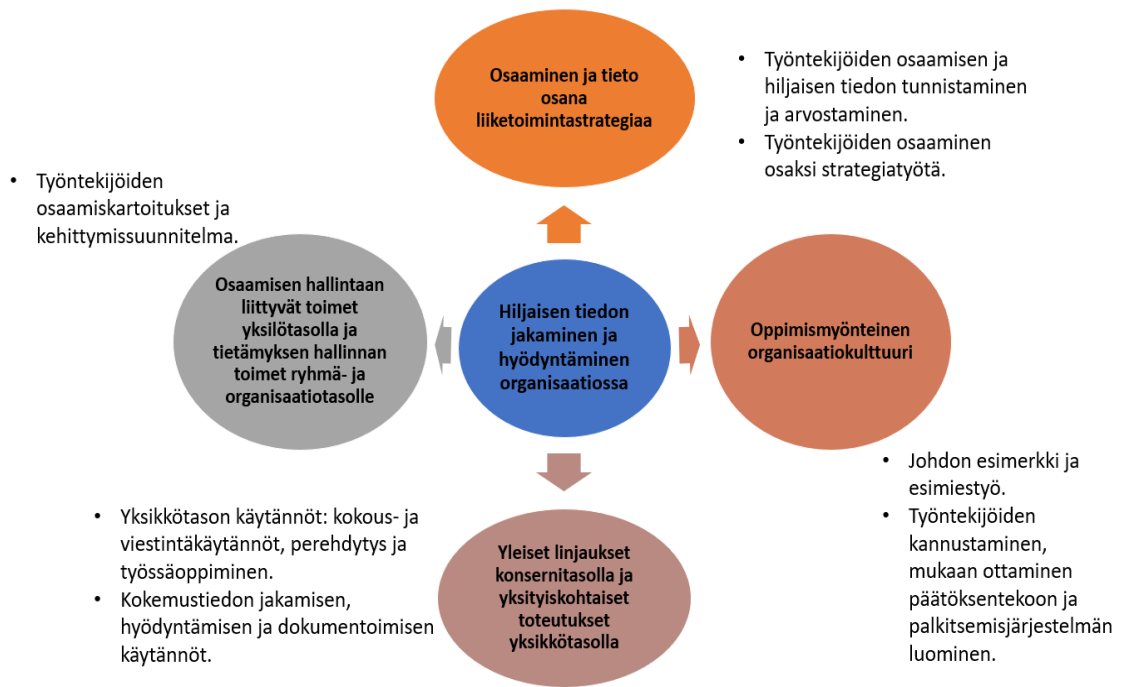 Osaaminen ja tieto
osana
liiketoimintastrategiaa
• Työntekijöiden osaamisen ja
hiljaisen tiedon tunnistaminen
ja arvostaminen.
• Työntekijöiden osaaminen
osaksi strategiatyötä.
• Työntekijöiden
osaamiskartoitukset ja
kehittymissuunnitelma.
Osaamisen hallintaan
liittyvät toimet
yksilötasolla ja
tietämyksen hallinnan
toimet ryhmä- ja
organisaatiotasolle
Hiljaisen tiedon
jakaminen ja
hyödyntäminen
organisaatiossa
Oppimismyönteinen
organisaatiokulttuuri
• Johdon esimerkki ja
esimiestyö.
• Työntekijöiden
kannustaminen,
mukaan ottaminen
päätöksentekoon ja
palkitsemisjärjestelmän
luominen.
• Yksikkötason käytännöt: kokous- ja
viestintäkäytännöt, perehdytys ja
työssäoppiminen.
• Kokemustiedon jakamisen,
hyödyntämisen ja dokumentoimisen
käytännöt.
Yleiset linjaukset
konsernitasolla ja
yksityiskohtaiset
toteutukset
yksikkötasolla